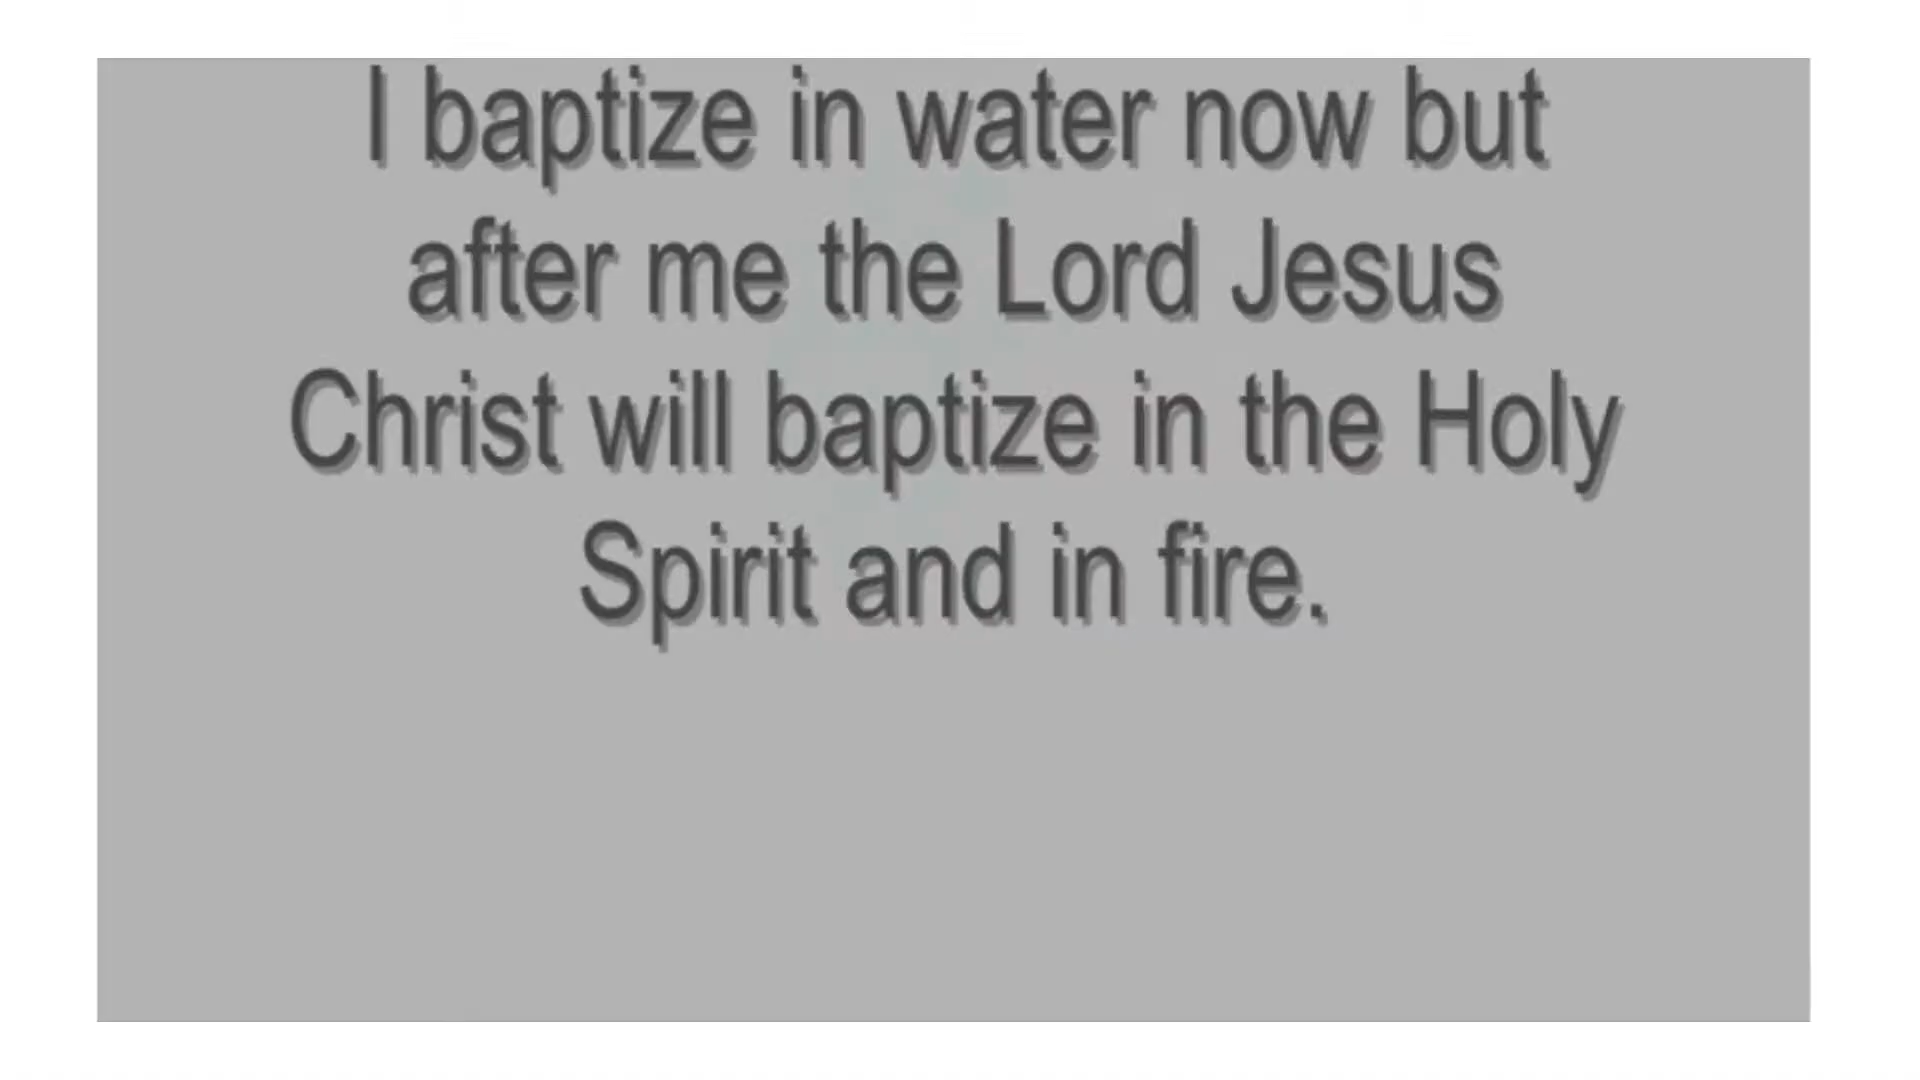 I baptize in water now but
after me the Lord Jesus
Christ will baptize in the Holy
Spirit and in fire.